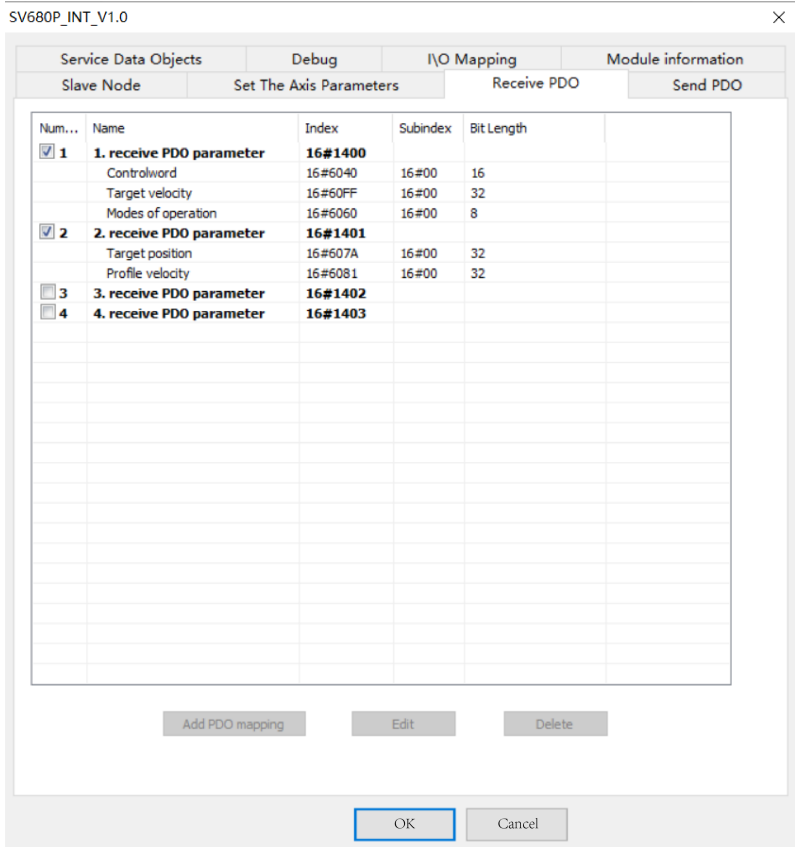 SV680P_INT_V1.0
Service Data Objects Debug I\O Mapping Module information
Slave Node Set The Axis Parameters Receive PDO Send PDO
Num... Name Index Subindex Bit Length
1 1. receive PDO parameter 16#1400
Controlword 16#6040 16#00 16
Target velocity 16#60FF 16#00 32
Modes of operation 16#6060 16#00 8
2 2. receive PDO parameter 16#1401
Target position 16#607A 16#00 32
Profile velocity 16#6081 16#00 32
3 3. receive PDO parameter 16#1402
4 4. receive PDO parameter 16#1403
Add PDO mapping Edit Delete
OK Cancel